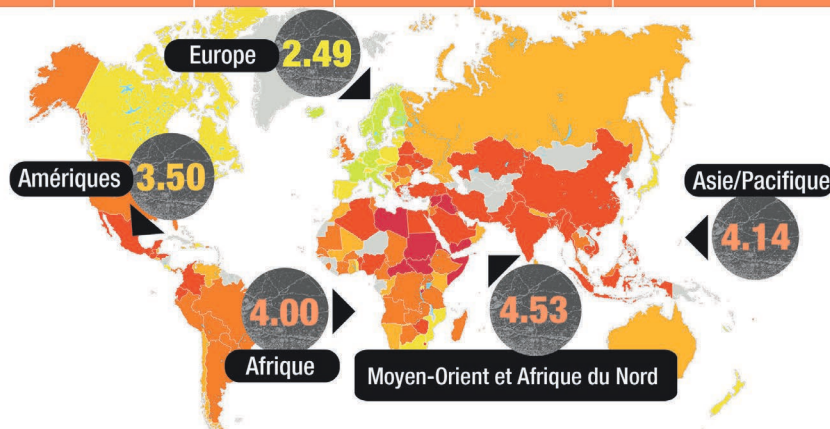 Europe 2.49
Amériques 3.50
Asie/Pacifique
4.14
4.00
Afrique
4.53
Moyen-Orient et Afrique du Nord